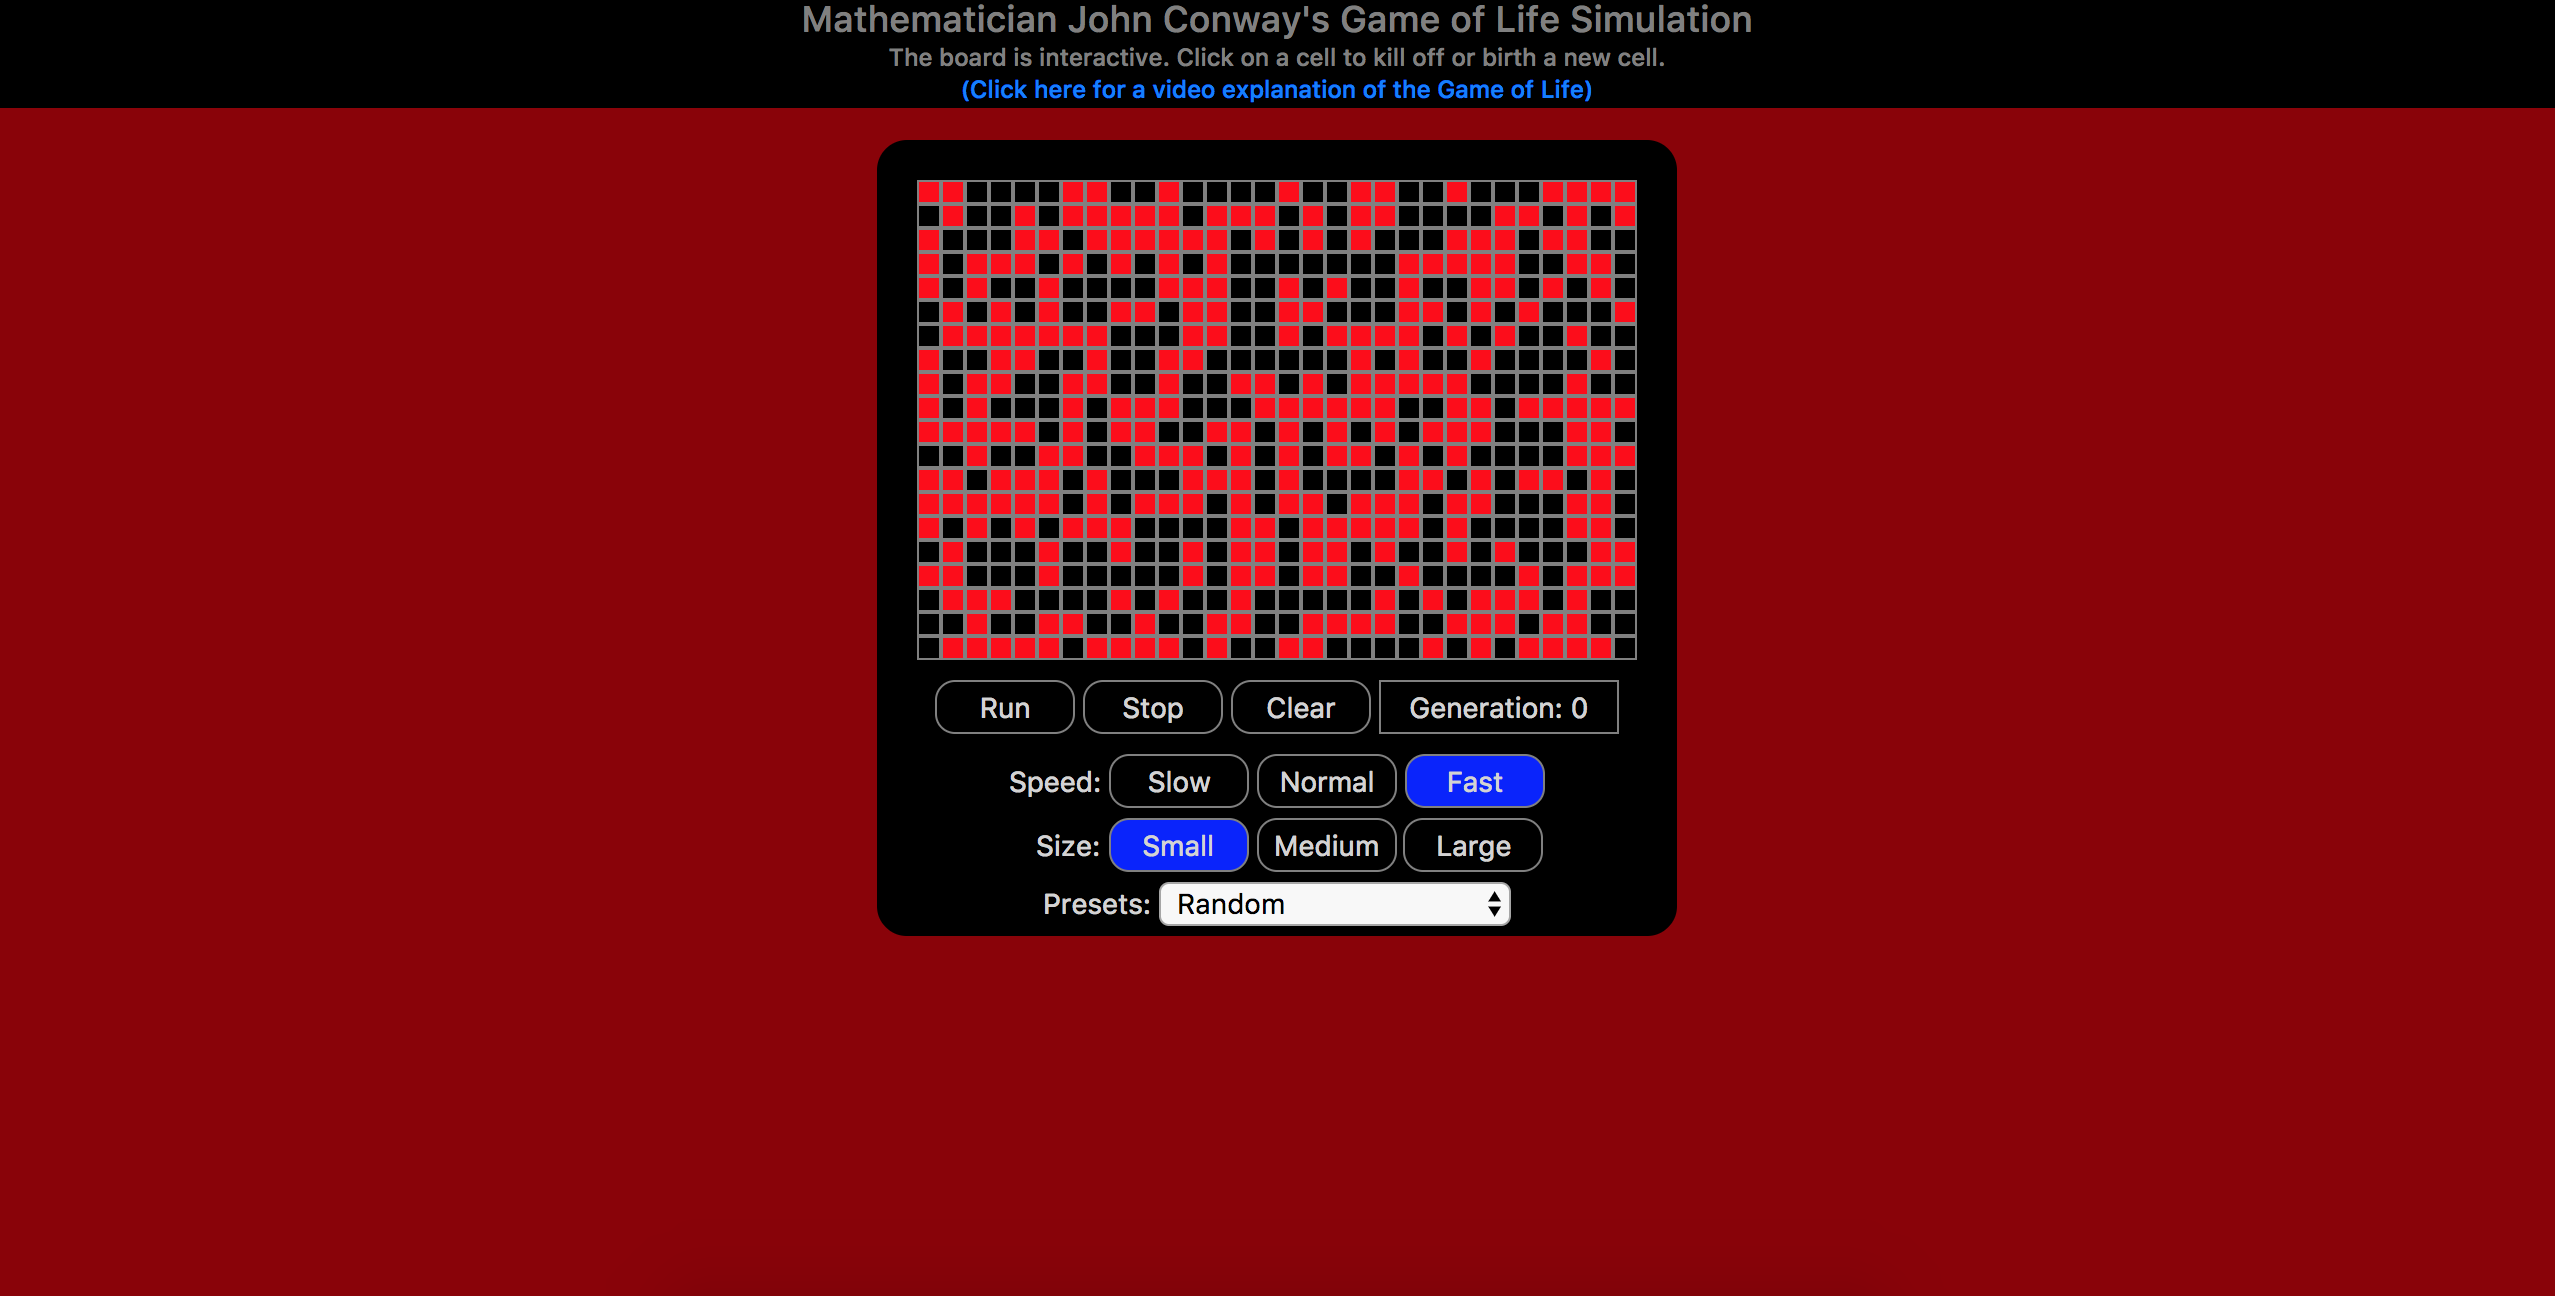 Mathematician John Conway's Game of Life Simulation
The board is interactive. Click on a cell to kill off or birth a new cell.
(Click here for a video explanation of the Game of Life)
Run Stop Clear Generation: 0
Speed: Slow Normal Fast
Size: Small Medium Large
Presets: Random